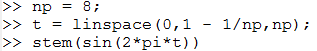 >> np = 8;
>> t = linspace(0,1 - 1/np,np);
>> stem(sin(2*pi*t))